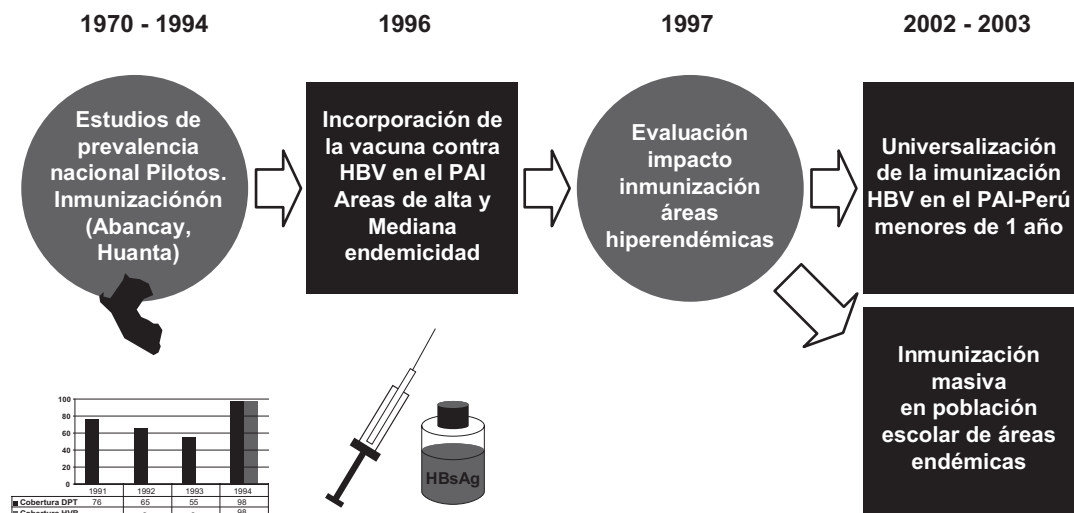 1970 - 1994
1996
1997
2002 - 2003
Estudios de
prevalencia
nacional Pilotos.
Inmunizaciónón
(Abancay,
Huanta)
Incorporación de
la vacuna contra
HBV en el PAI
Areas de alta y
Mediana
endemicidad
Evaluación
impacto
inmunización
áreas
hiperendémicas
Universalización
de la imunización
HBV en el PAI-Perú
menores de 1 año
Inmunización
masiva
en población
escolar de áreas
endémicas
100
80
60
40
20
0
1991 1992 1993 1994
Cobertura DPT 76 65 55 98
Cobertura HVB 98
HBsAg